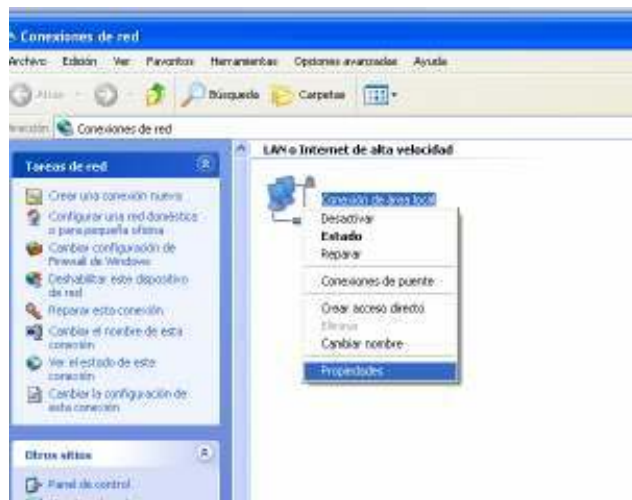 Conexiones de red
Archivo Edición Ver Favoritos Herramientas Opciones avanzadas Ayuda
Atrás Búsqueda Carpetas
Dirección Conexiones de red
LAN o Internet de alta velocidad
Tareas de red
Crear una conexión nueva
Configurar una red doméstica
o para pequeña oficina
Cambiar configuración de
Firewall de Windows
Deshabilitar este dispositivo
de red
Reparar esta conexión
Cambiar el nombre de esta
conexión
Ver el estado de esta
conexión
Cambiar la configuración de
esta conexión
Otros sitios
Panel de control
Conexión de área local
Desactivar
Estado
Reparar
Conexiones de puente
Crear acceso directo
Eliminar
Cambiar nombre
Propiedades